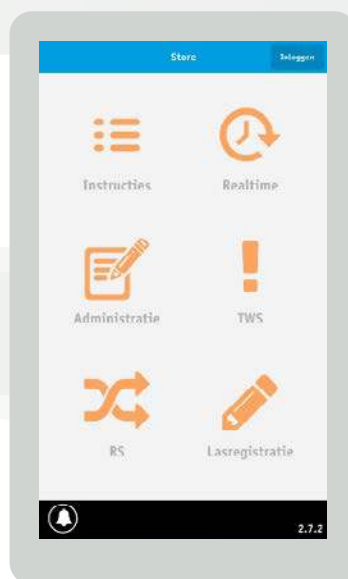 Store Inloggen
Instructies Realtime
Administratie TWS
RS Lasregistratie
2.7.2